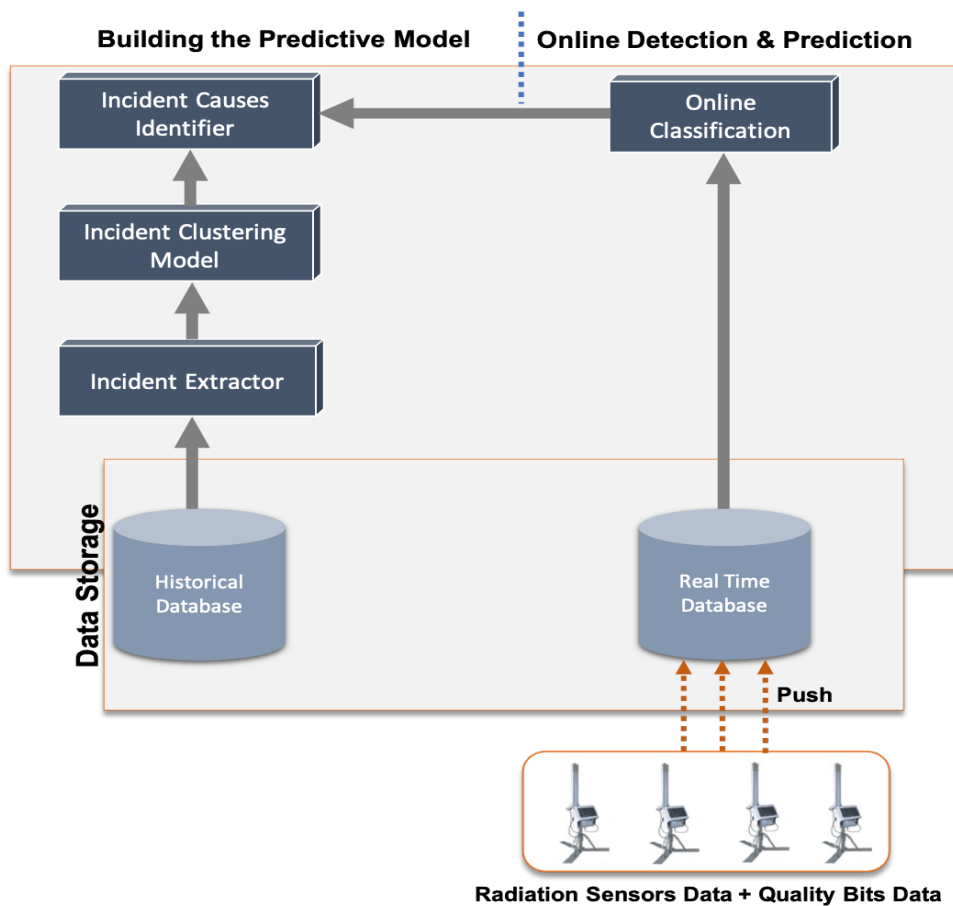 Building the Predictive Model
Online Detection & Prediction
Incident Causes
Identifier
Online
Classification
Incident Clustering
Model
Incident Extractor
Data Storage
Historical
Database
Real Time
Database
Push
Radiation Sensors Data + Quality Bits Data